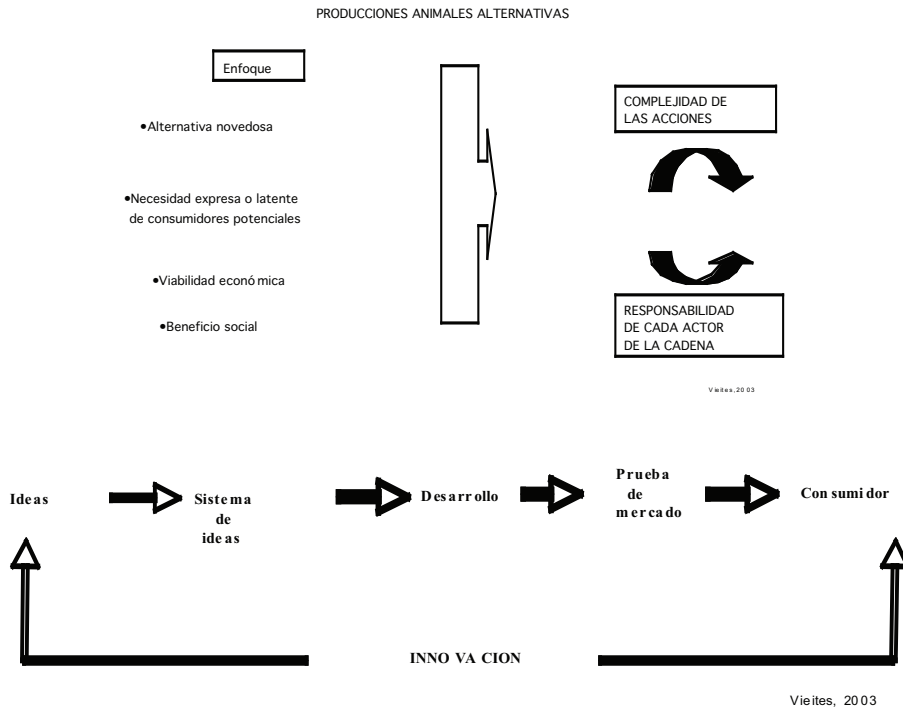 PRODUCCIONES ANIMALES ALTERNATIVAS
Enfoque
•Alternativa novedosa
•Necesidad expresa o latente
de consumidores potenciales
•Viabilidad económica
•Beneficio social
COMPLEJIDAD DE
LAS ACCIONES
RESPONSABILIDAD
DE CADA ACTOR
DE LA CADENA
Vieites, 2003
Ideas
Sistema
de
ideas
Desarrollo
Prueba
de
mercado
Consumidor
INNOVACION
Vieites, 2003